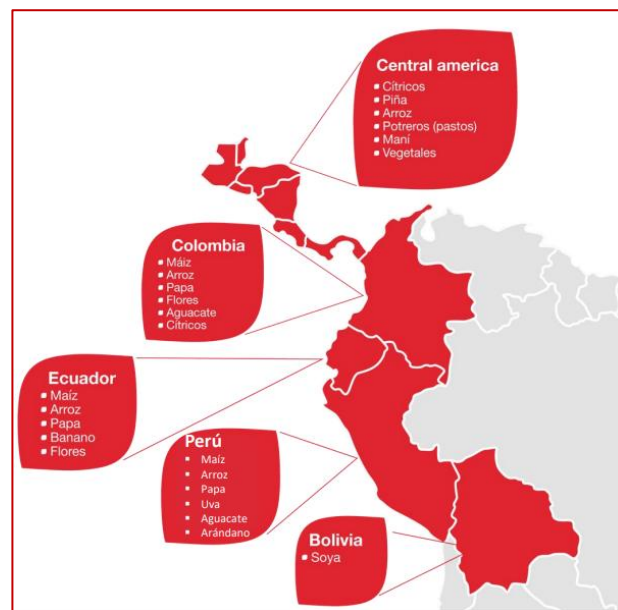 Central america
Cítricos
Piña
Arroz
Potreros (pastos)
Maní
Vegetales
Colombia
Máiz
Arroz
Papa
Flores
Aguacate
Cítricos
Ecuador
Maíz
Arroz
Papa
Banano
Flores
Perú
Maíz
Arroz
Papa
Uva
Aguacate
Arándano
Bolivia
Soya